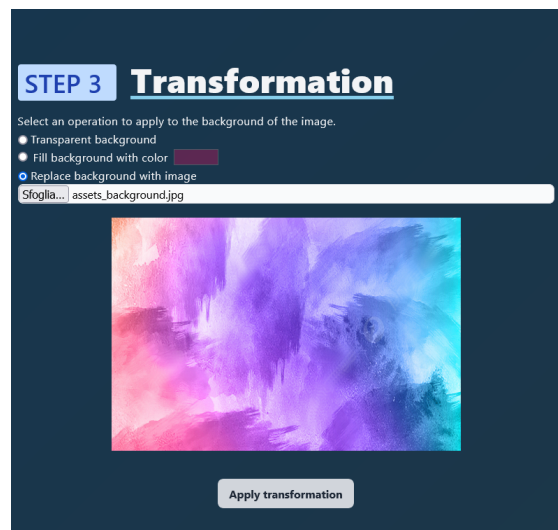 STEP 3 Transformation
Select an operation to apply to the background of the image.
Transparent background
Fill background with color
Replace background with image
Sfoglia... assets_background.jpg
Apply transformation